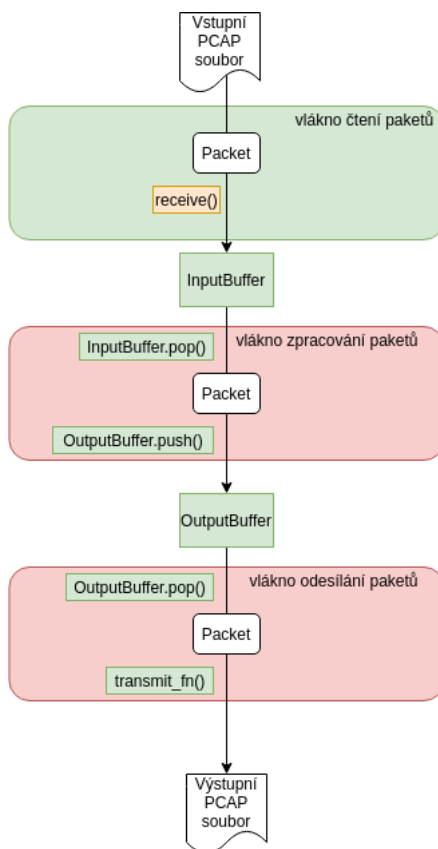 Vstupní
PCAP
soubor
vlákno čtení paketů
Packet
receive()
InputBuffer
vlákno zpracování paketů
InputBuffer.pop()
Packet
OutputBuffer.push()
OutputBuffer
vlákno odesílání paketů
OutputBuffer.pop()
Packet
transmit_fn()
Výstupní
PCAP
soubor